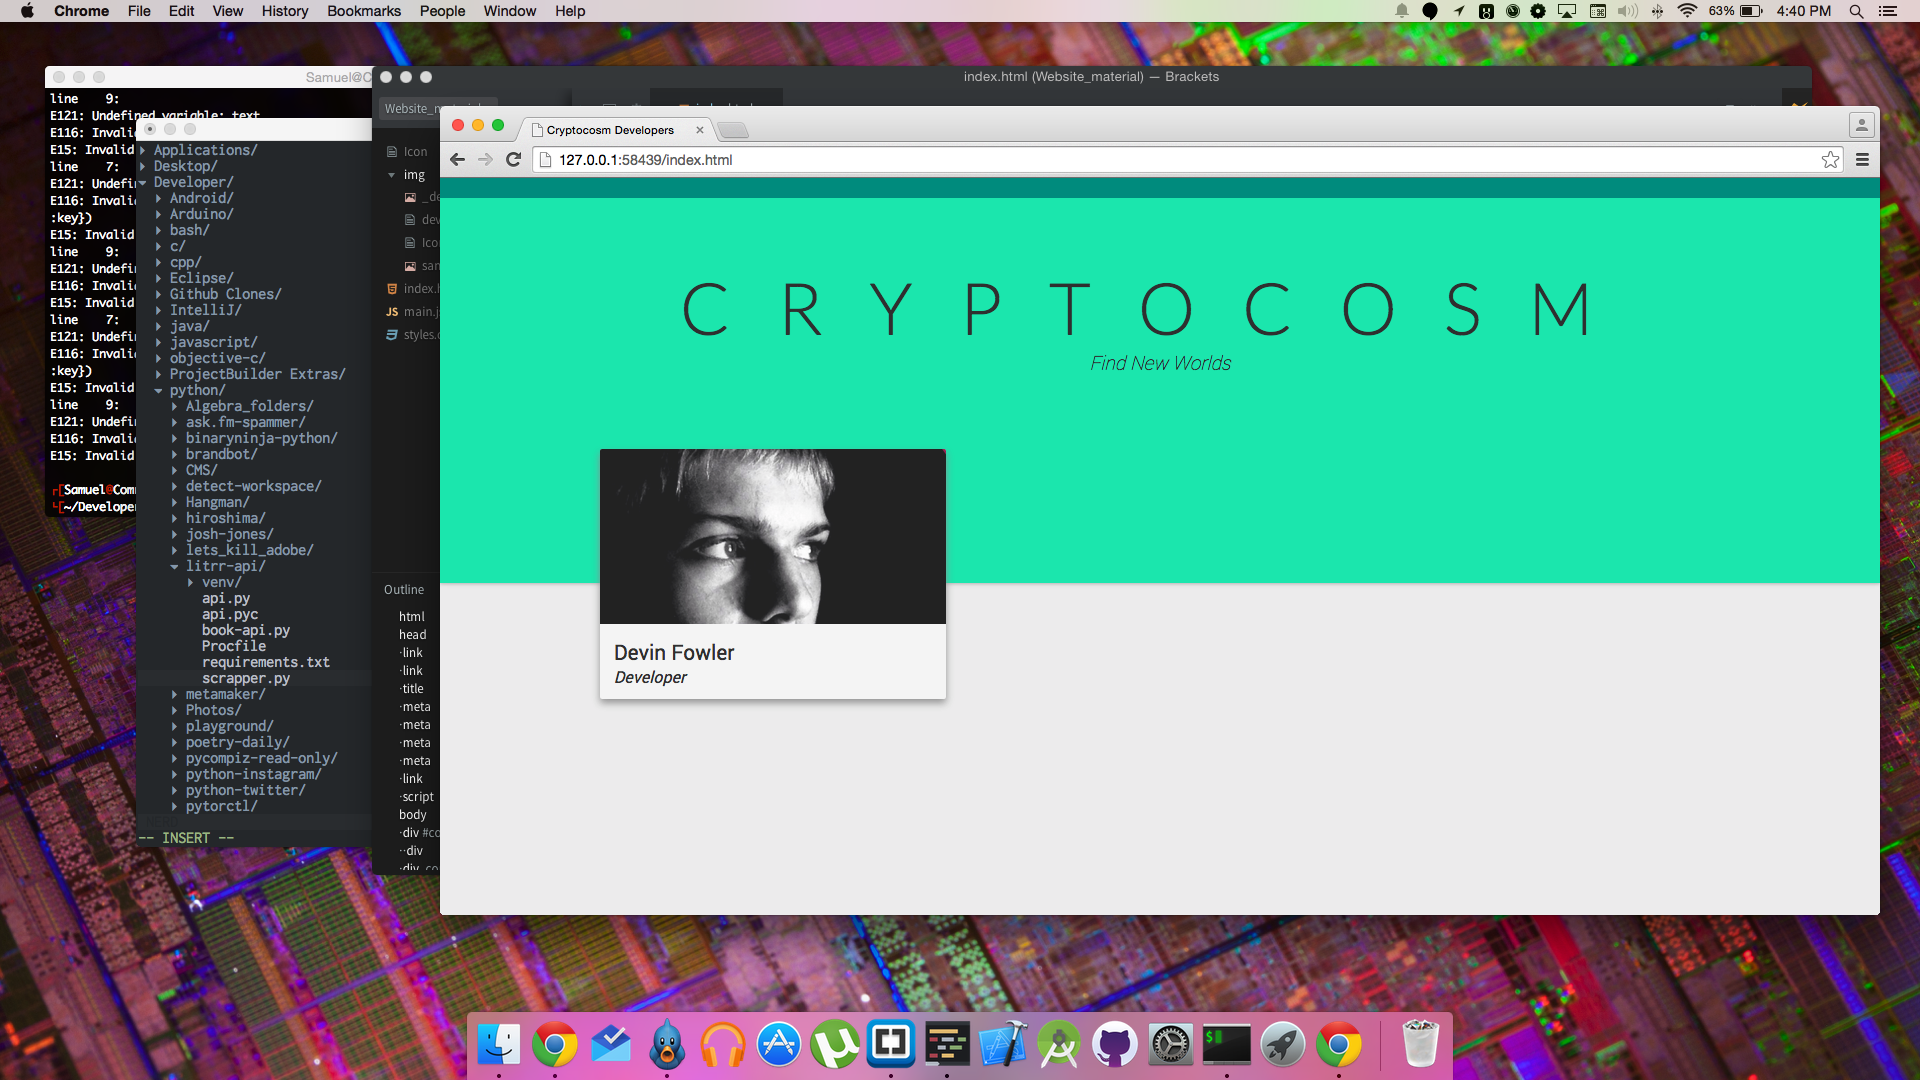 Chrome File Edit View History Bookmarks People Window Help
63% 4:40 PM
Samuel@C
line 9:
E121: Undefined variable: text
E116: Invali
E15: Invalid
line 7:
E121: Undefi
E116: Invali
:key})
E15: Invalid
line 9:
E121: Undefi
E116: Invali
E15: Invalid
line 7:
E121: Undefi
E116: Invali
:key})
E15: Invalid
line 9:
E121: Undefi
E116: Invali
E15: Invalid
[Samuel@Com
[~/Developer
Applications/
Desktop/
Developer/
Android/
Arduino/
bash/
c/
cpp/
Eclipse/
Github Clones/
IntelliJ/
java/
javascript/
objective-c/
ProjectBuilder Extras/
python/
Algebra_folders/
ask.fm-spammer/
binaryninja-python/
brandbot/
CMS/
detect-workspace/
Hangman/
hiroshima/
josh-jones/
lets_kill_adobe/
litrr-api/
venv/
api.py
api.pyc
book-api.py
Procfile
requirements.txt
scrapper.py
metamaker/
Photos/
playground/
poetry-daily/
pycompiz-read-only/
python-instagram/
python-twitter/
pytorctl/
-- INSERT --
index.html (Website_material) — Brackets
Icon
img
_de
dev
Ico
san
index.h
JS main.j
styles.c
Outline
html
head
·link
·link
·title
·meta
·meta
·meta
·meta
·link
·script
body
·div #co
··div
·div .co
Cryptocosm Developers
127.0.0.1:58439/index.html
CRYPTOCOSM
Find New Worlds
Devin Fowler
Developer